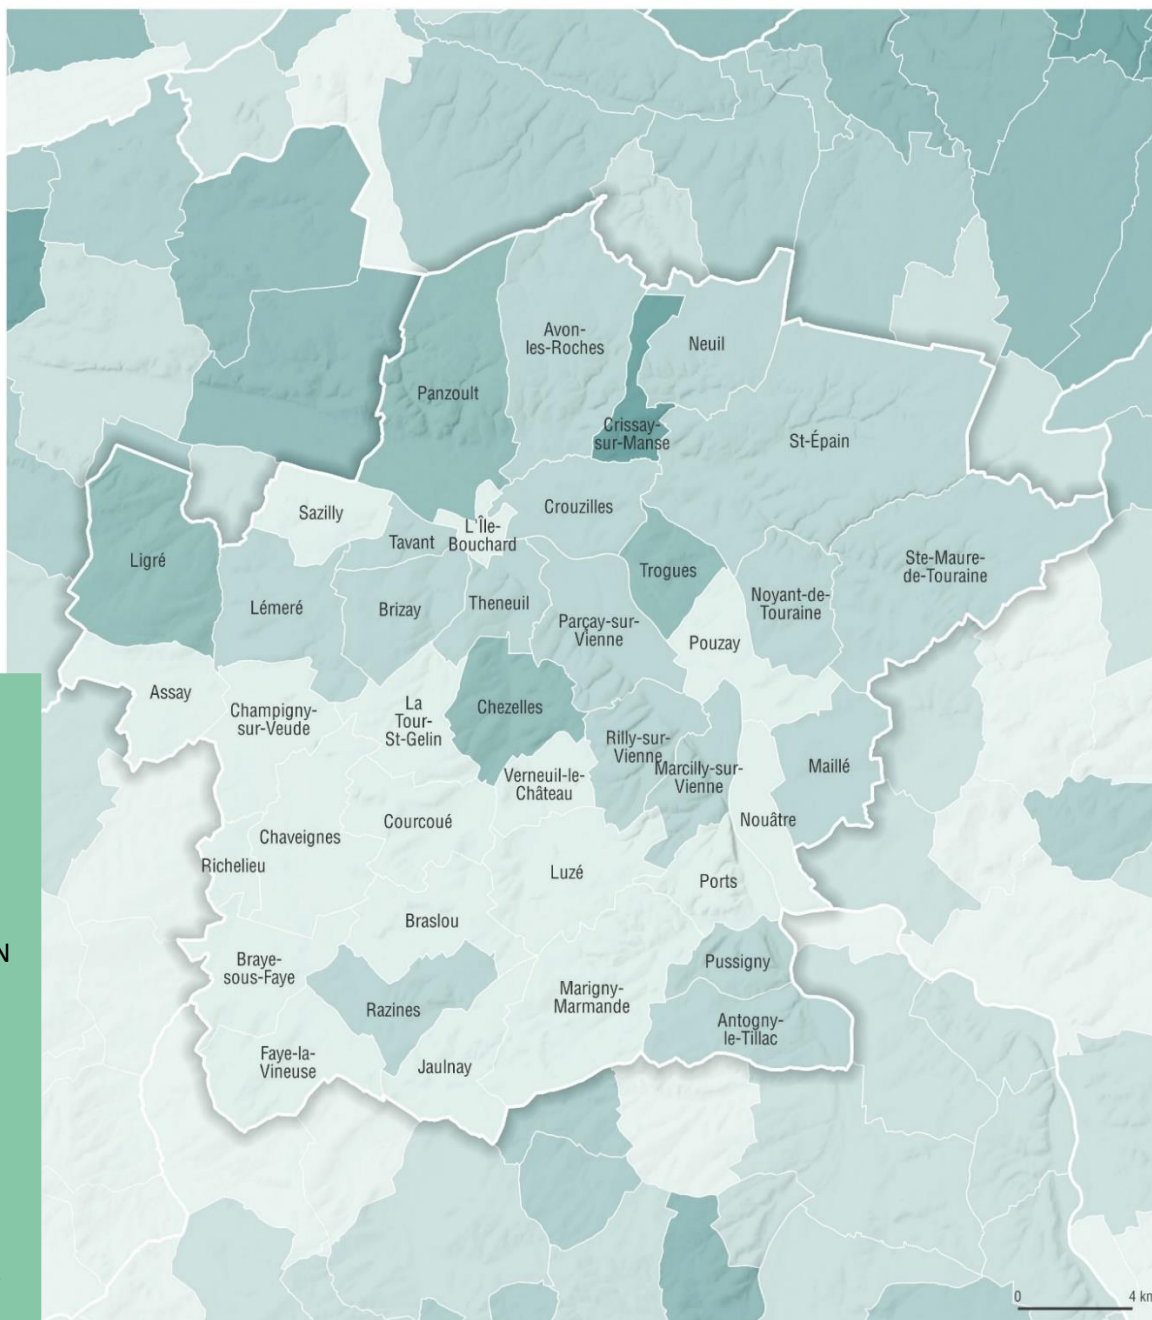 Avon-
les-Roches
Neuil
Panzoult
Crissay-
sur-Manse
St-Épain
Sazilly
Crouzilles
L'Île-
Bouchard
Tavant
Ligré
Trogues
Ste-Maure-
de-Touraine
Lémeré
Brizay
Theneuil
Noyant-de-
Touraine
Parçay-sur-
Vienne
Pouzay
Assay
Champigny-
sur-Veude
La
Tour-
St-Gelin
Chezelles
Rilly-sur-
Vienne
Marcilly-sur-
Vienne
Maillé
Verneuil-le-
Château
Nouâtre
Courcoué
Chaveignes
Richelieu
Luzé
Ports
Braslou
N
Braye-
sous-Faye
Pussigny
Marigny-
Marmande
Razines
Antogny-
le-Tillac
Faye-la-
Vineuse
Jaulnay
0 4 km